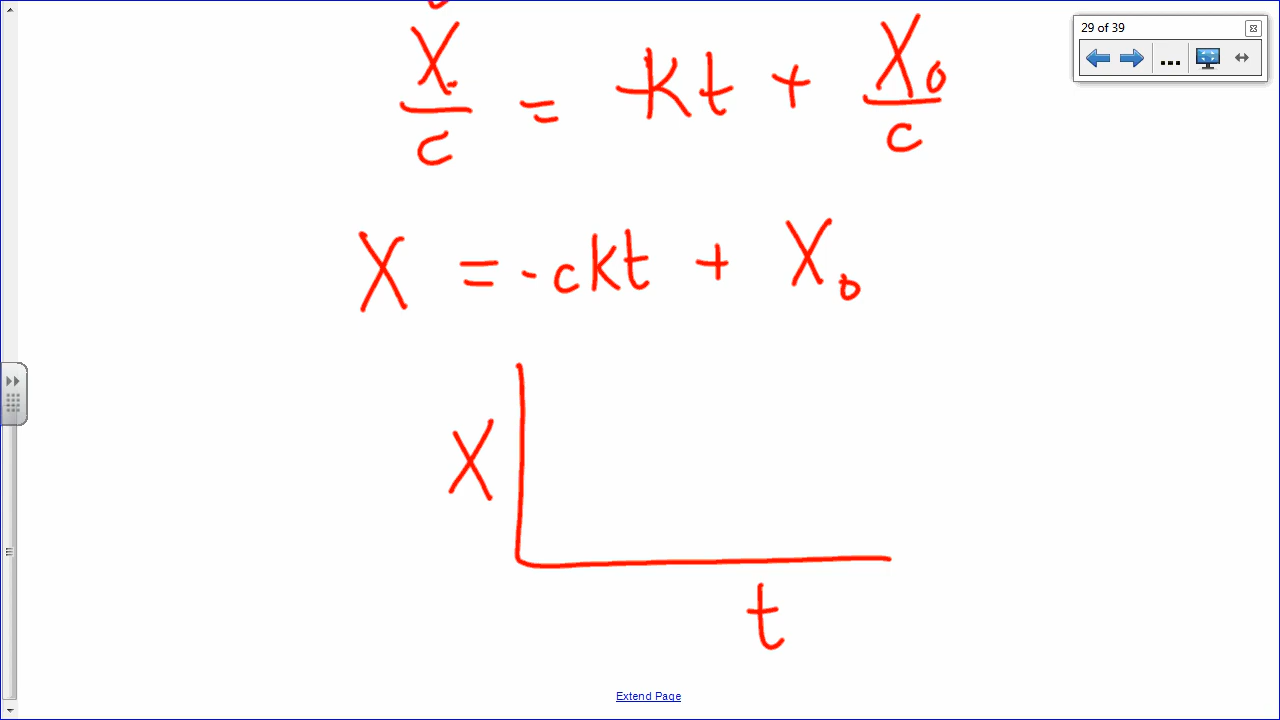 29 of 39
X/c = -kt + X₀/c
X = -ckt + X₀
X
t
Extend Page